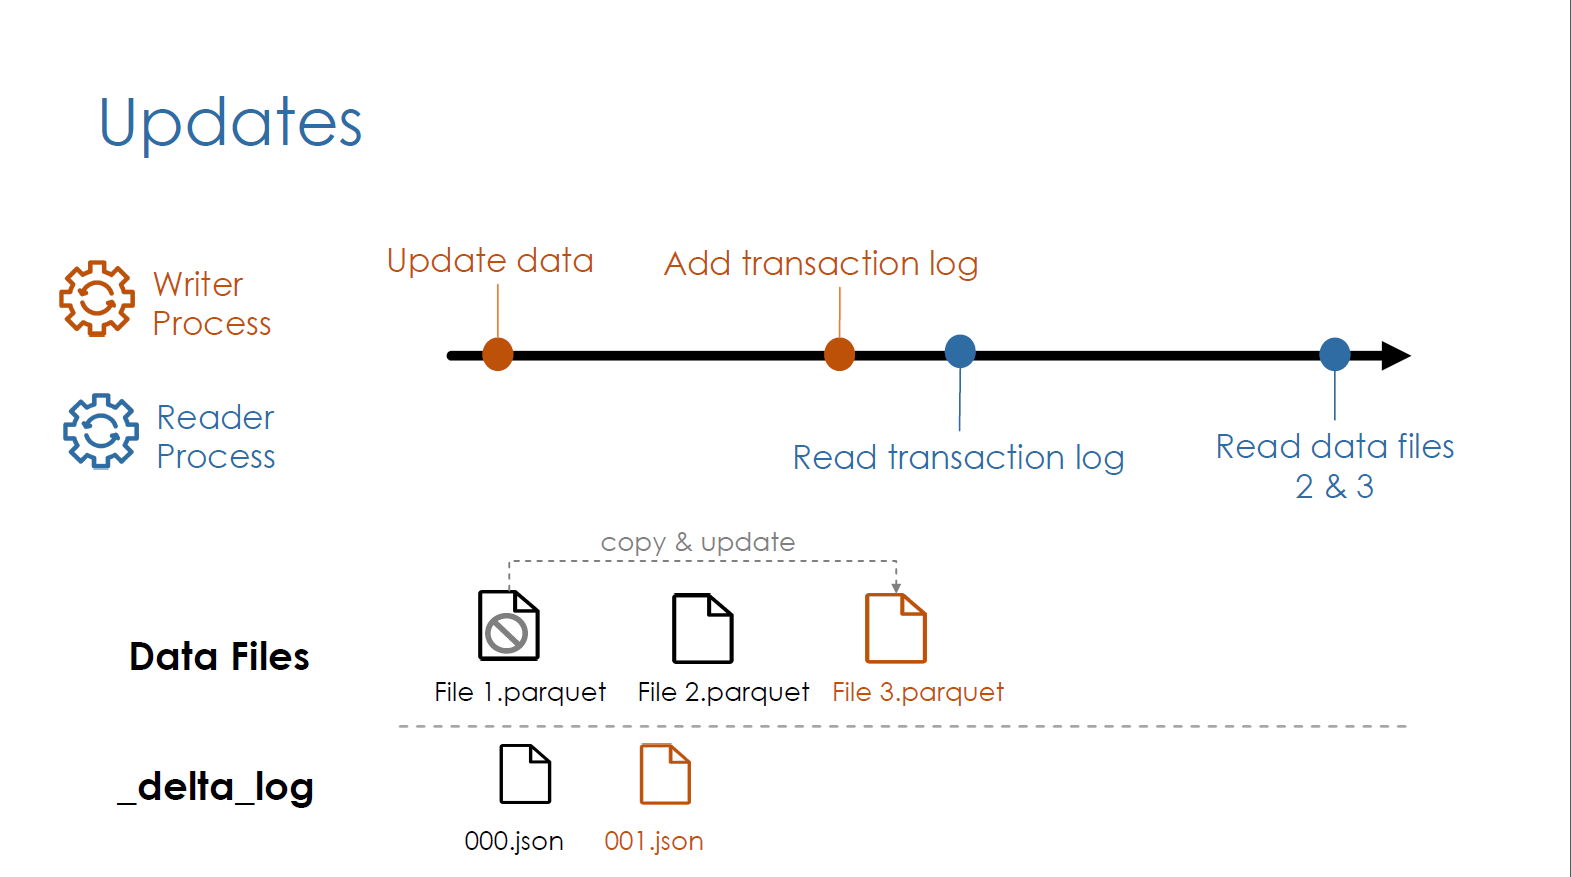 Updates
Writer
Process
Update data
Add transaction log
Reader
Process
Read transaction log
Read data files
2 & 3
copy & update
Data Files
File 1.parquet
File 2.parquet
File 3.parquet
_delta_log
000.json
001.json